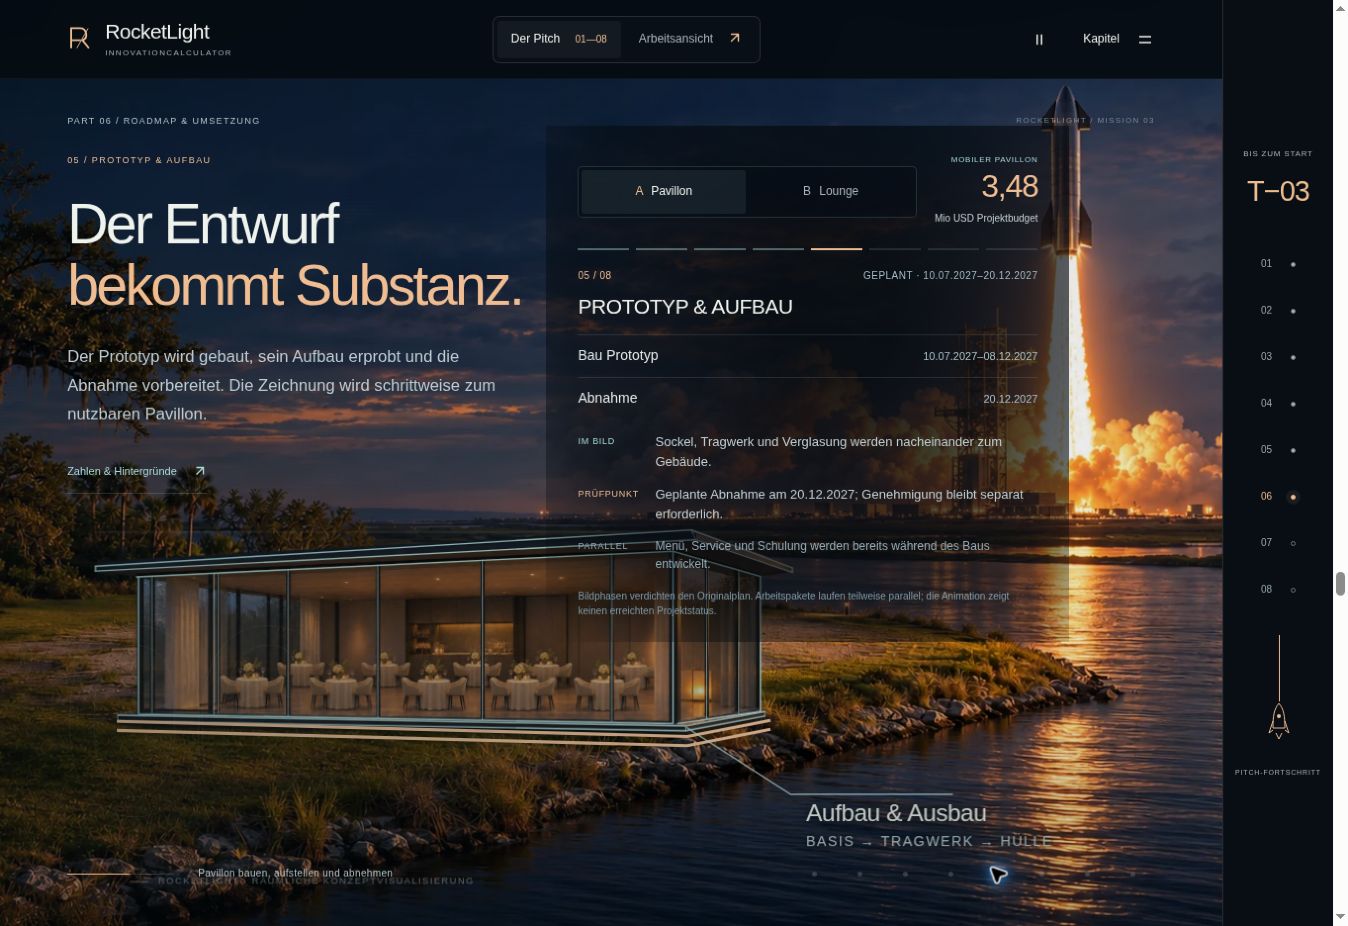 RocketLight
INNOVATIONCALCULATOR
Der Pitch 01—08 Arbeitsansicht
Kapitel
PART 06 / ROADMAP & UMSETZUNG
ROCKETLIGHT / MISSION 03
05 / PROTOTYP & AUFBAU
Der Entwurf
bekommt Substanz.
Der Prototyp wird gebaut, sein Aufbau erprobt und die
Abnahme vorbereitet. Die Zeichnung wird schrittweise zum
nutzbaren Pavillon.
Zahlen & Hintergründe
A Pavillon
B Lounge
MOBILER PAVILLON
3,48
Mio USD Projektbudget
05 / 08
GEPLANT · 10.07.2027–20.12.2027
PROTOTYP & AUFBAU
Bau Prototyp 10.07.2027–08.12.2027
Abnahme 20.12.2027
IM BILD Sockel, Tragwerk und Verglasung werden nacheinander zum
Gebäude.
PRÜFPUNKT Geplante Abnahme am 20.12.2027; Genehmigung bleibt separat
erforderlich.
PARALLEL Menü, Service und Schulung werden bereits während des Baus
entwickelt.
Bildphasen verdichten den Originalplan. Arbeitspakete laufen teilweise parallel; die Animation zeigt
keinen erreichten Projektstatus.
Aufbau & Ausbau
BASIS → TRAGWERK → HÜLLE
Pavillon bauen, aufstellen und abnehmen
ROCKETLIGHT · RÄUMLICHE KONZEPTVISUALISIERUNG
BIS ZUM START
T−03
01
02
03
04
05
06
07
08
PITCH-FORTSCHRITT